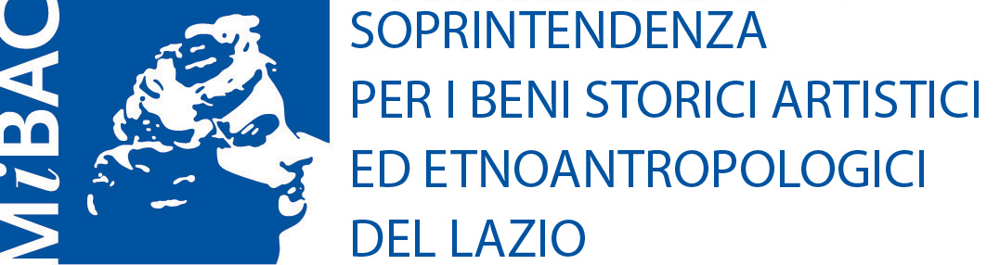 MiBAC
SOPRINTENDENZA
PER I BENI STORICI ARTISTICI
ED ETNOANTROPOLOGICI
DEL LAZIO